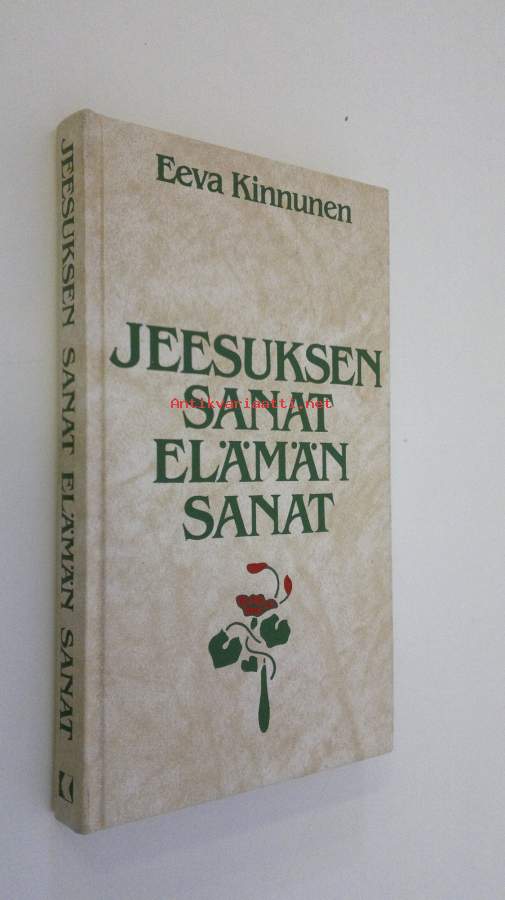 Eeva Kinnunen
JEESUKSEN
SANAT
Antikvariaatti.net
ELÄMÄN
SANAT
JEESUKSEN SANAT ELÄMÄN SANAT